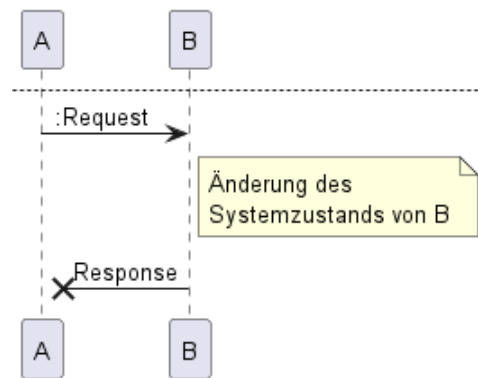 A B
:Request
Änderung des
Systemzustands von B
Response
A B